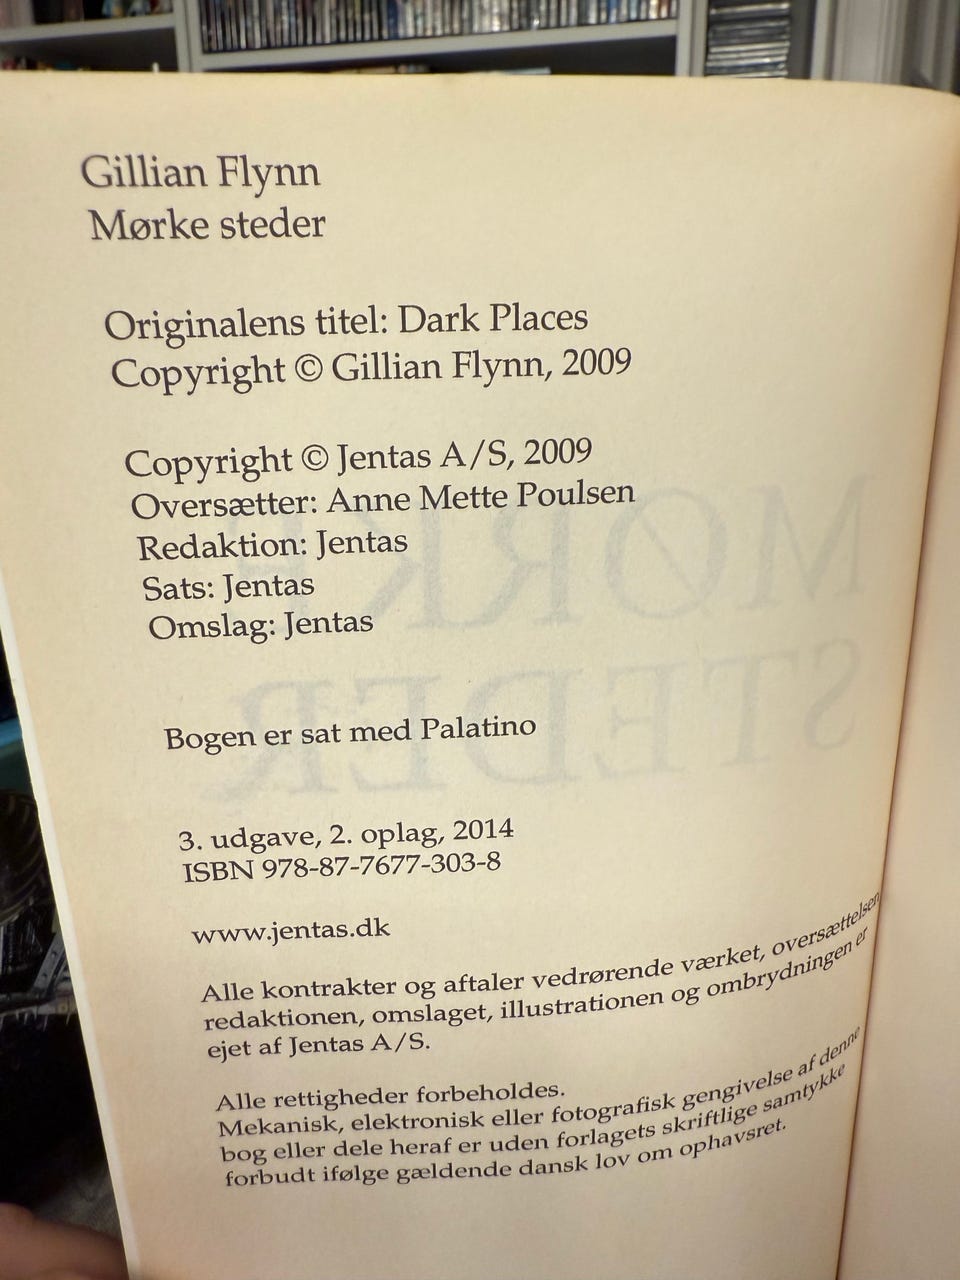 Gillian Flynn
Mørke steder
Originalens titel: Dark Places
Copyright © Gillian Flynn, 2009
Copyright © Jentas A/S, 2009
Oversætter: Anne Mette Poulsen
Redaktion: Jentas
Sats: Jentas
Omslag: Jentas
Bogen er sat med Palatino
3. udgave, 2. oplag, 2014
ISBN 978-87-7677-303-8
www.jentas.dk
Alle kontrakter og aftaler vedrørende værket, oversættelsen
redaktionen, omslaget, illustrationen og ombrydningen er
ejet af Jentas A/S.
Alle rettigheder forbeholdes.
Mekanisk, elektronisk eller fotografisk gengivelse af denne
bog eller dele heraf er uden forlagets skriftlige samtykke
forbudt ifølge gældende dansk lov om ophavsret.
MØRKE
STEDER